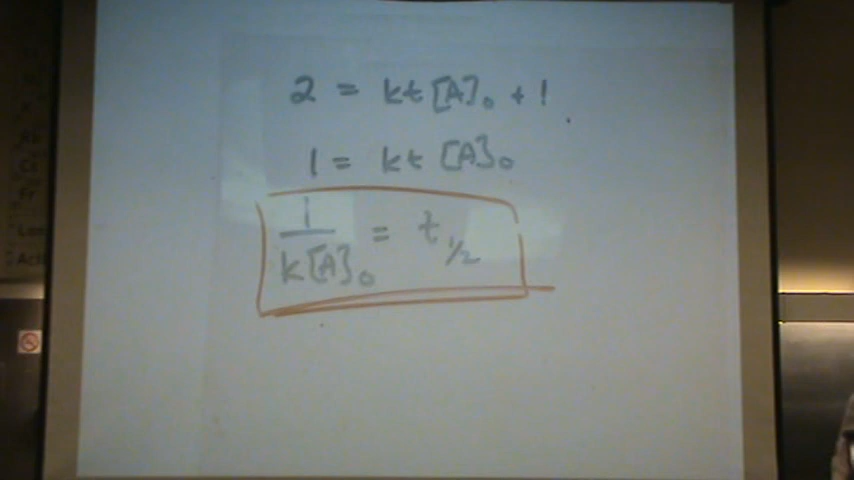 2 = kt[A]₀ + 1
1 = kt[A]₀
1/k[A]₀ = t₁/₂